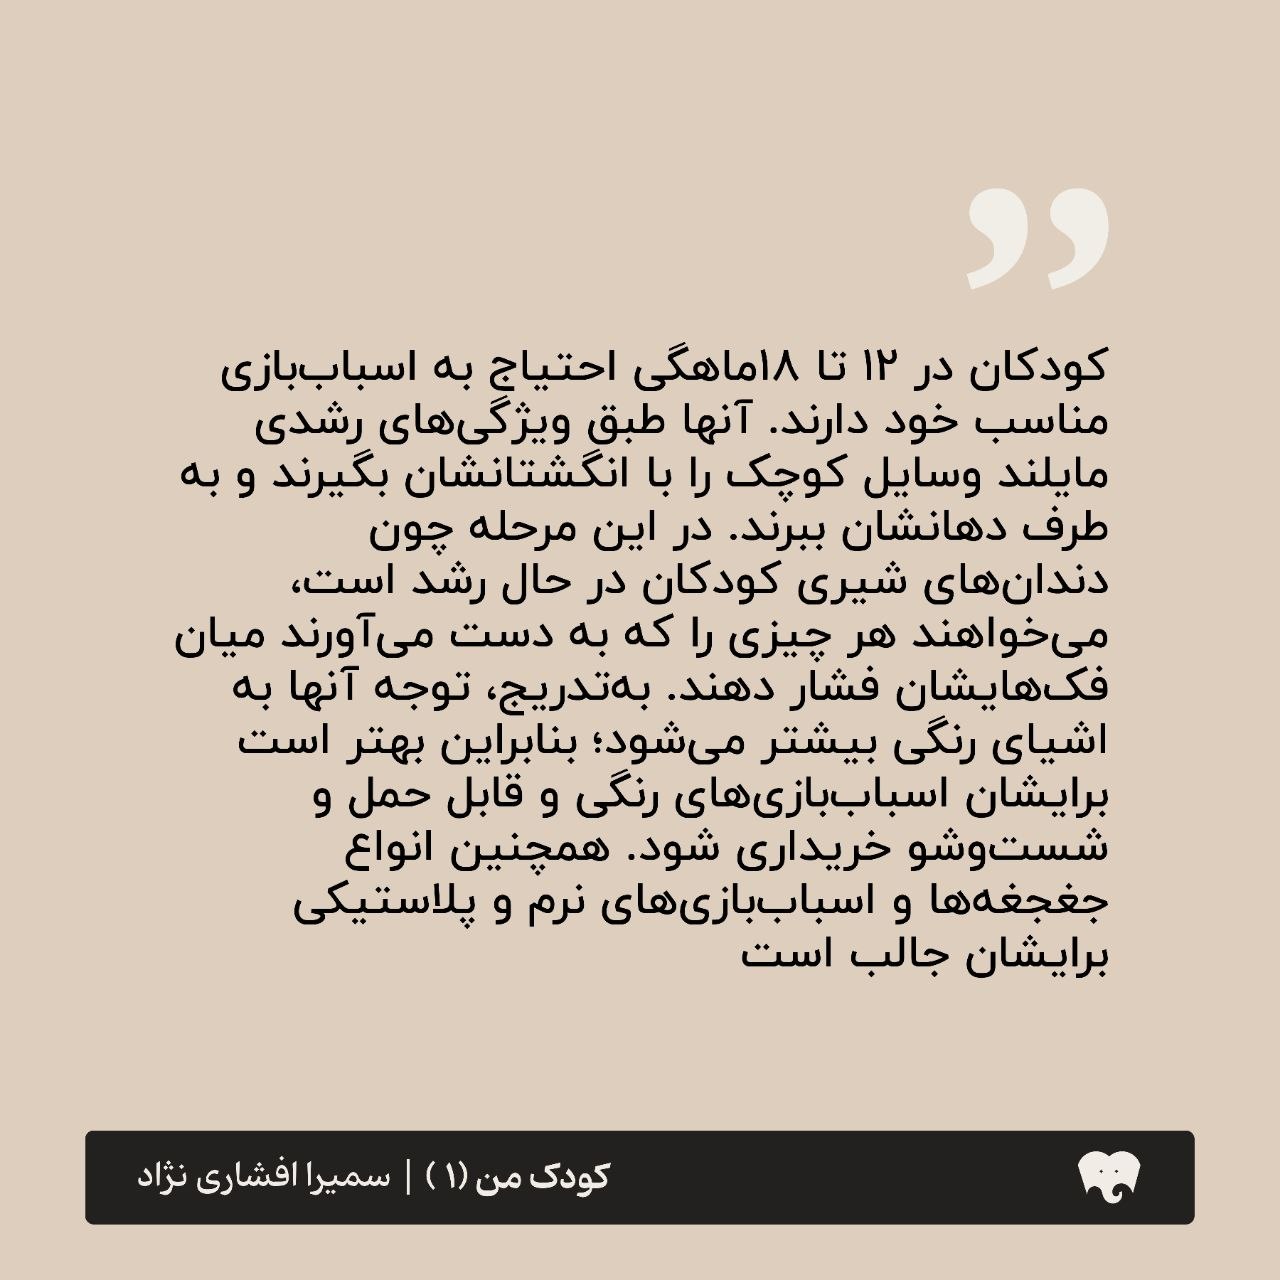 کودکان در ۱۲ تا ۱۸ماهگی احتیاج به اسباب‌بازی
مناسب خود دارند. آنها طبق ویژگی‌های رشدی
مایلند وسایل کوچک را با انگشتانشان بگیرند و به
طرف دهانشان ببرند. در این مرحله چون
دندان‌های شیری کودکان در حال رشد است،
می‌خواهند هر چیزی را که به دست می‌آورند میان
فک‌هایشان فشار دهند. به‌تدریج، توجه آنها به
اشیای رنگی بیشتر می‌شود؛ بنابراین بهتر است
برایشان اسباب‌بازی‌های رنگی و قابل حمل و
شست‌وشو خریداری شود. همچنین انواع
جغجغه‌ها و اسباب‌بازی‌های نرم و پلاستیکی
برایشان جالب است
کودک من (۱ ) | سمیرا افشاری نژاد